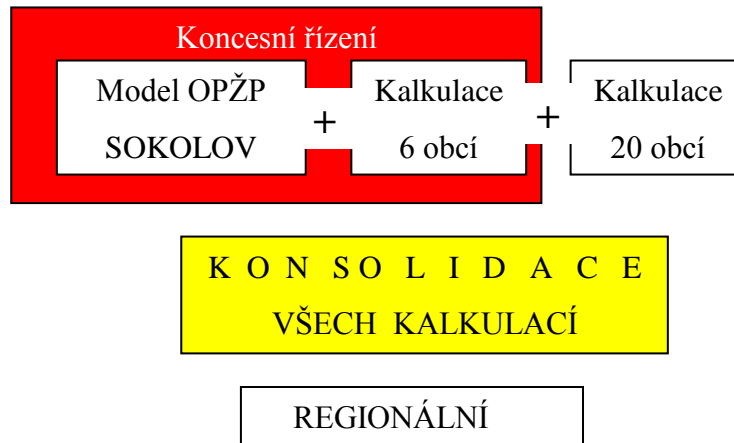 Koncesní řízení
Model OPŽP
SOKOLOV
+
Kalkulace
6 obcí
+
Kalkulace
20 obcí
K O N S O L I D A C E
VŠECH KALKULACÍ
REGIONÁLNÍ